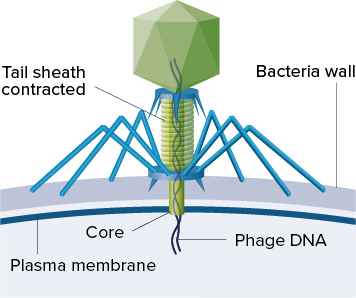 Tail sheath
contracted
Bacteria wall
Core
Phage DNA
Plasma membrane